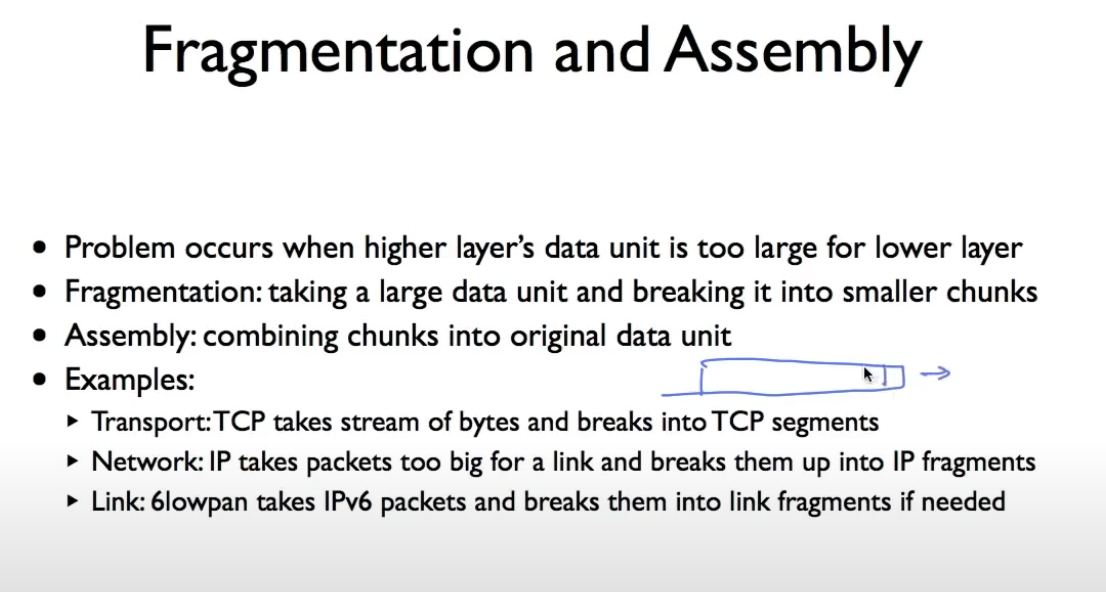 Fragmentation and Assembly
• Problem occurs when higher layer's data unit is too large for lower layer
• Fragmentation: taking a large data unit and breaking it into smaller chunks
• Assembly: combining chunks into original data unit
• Examples:
‣ Transport: TCP takes stream of bytes and breaks into TCP segments
‣ Network: IP takes packets too big for a link and breaks them up into IP fragments
‣ Link: 6lowpan takes IPv6 packets and breaks them into link fragments if needed